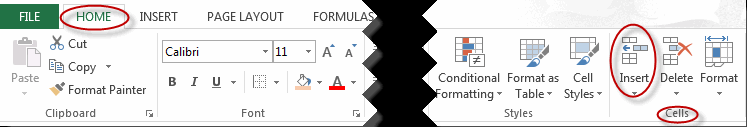 FILE HOME INSERT PAGE LAYOUT FORMULAS
Cut
Copy
Format Painter
Paste
Clipboard
Calibri 11 A A
B I U A
Font
Conditional Formatting
Format as Table
Cell Styles
Styles
Insert Delete Format
Cells